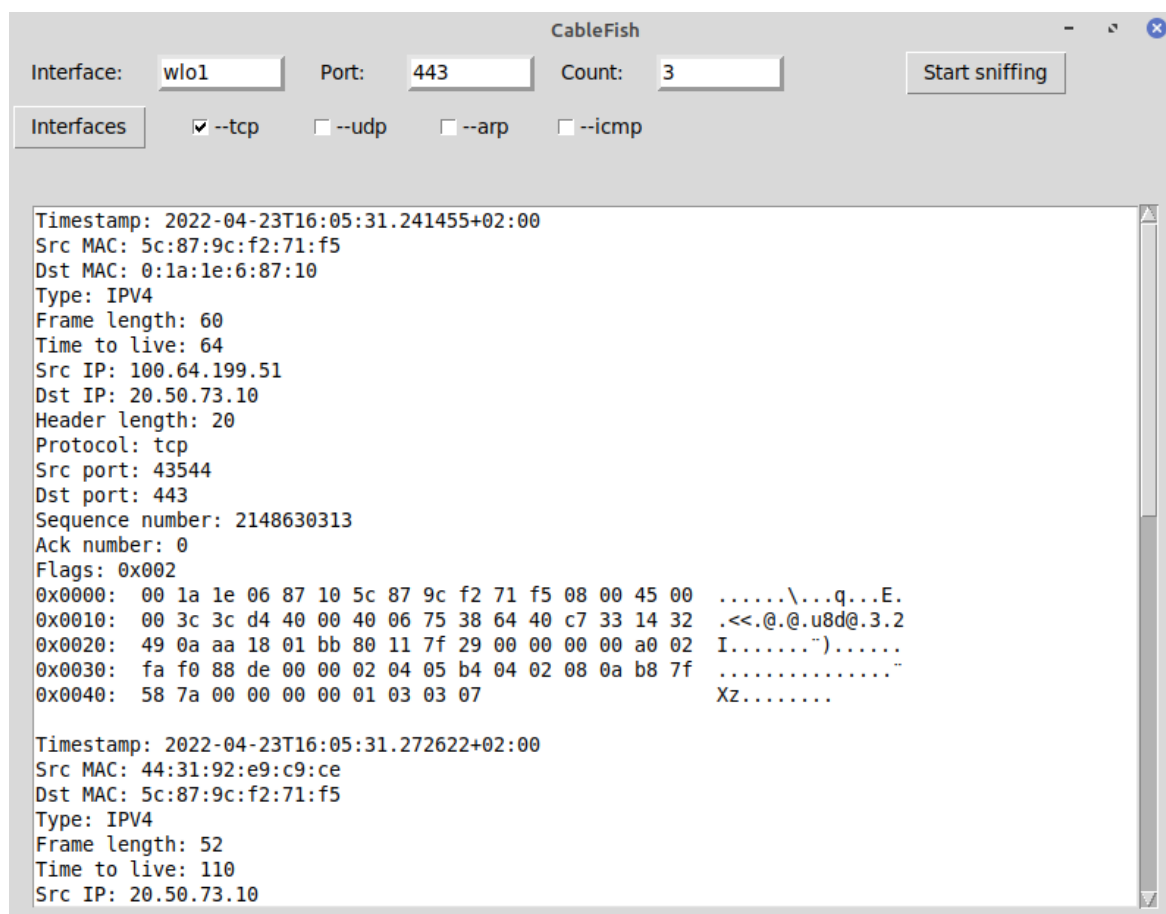 CableFish
Interface: wlo1 Port: 443 Count: 3 Start sniffing
Interfaces --tcp --udp --arp --icmp
Timestamp: 2022-04-23T16:05:31.241455+02:00
Src MAC: 5c:87:9c:f2:71:f5
Dst MAC: 0:1a:1e:6:87:10
Type: IPV4
Frame length: 60
Time to live: 64
Src IP: 100.64.199.51
Dst IP: 20.50.73.10
Header length: 20
Protocol: tcp
Src port: 43544
Dst port: 443
Sequence number: 2148630313
Ack number: 0
Flags: 0x002
0x0000:  00 1a 1e 06 87 10 5c 87 9c f2 71 f5 08 00 45 00  ......\...q...E.
0x0010:  00 3c 3c d4 40 00 40 06 75 38 64 40 c7 33 14 32  .<<.@.@.u8d@.3.2
0x0020:  49 0a aa 18 01 bb 80 11 7f 29 00 00 00 00 a0 02  I.......¨)......
0x0030:  fa f0 88 de 00 00 02 04 05 b4 04 02 08 0a b8 7f  ...............¨
0x0040:  58 7a 00 00 00 00 01 03 03 07  Xz........
Timestamp: 2022-04-23T16:05:31.272622+02:00
Src MAC: 44:31:92:e9:c9:ce
Dst MAC: 5c:87:9c:f2:71:f5
Type: IPV4
Frame length: 52
Time to live: 110
Src IP: 20.50.73.10